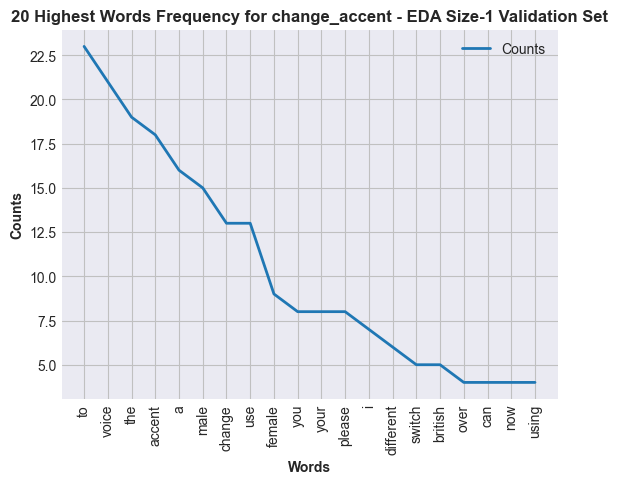 20 Highest Words Frequency for change_accent - EDA Size-1 Validation Set
Counts
22.5
20.0
17.5
15.0
12.5
10.0
7.5
5.0
Counts
to
voice
the
accent
a
male
change
use
female
you
your
please
i
different
switch
british
over
can
now
using
Words